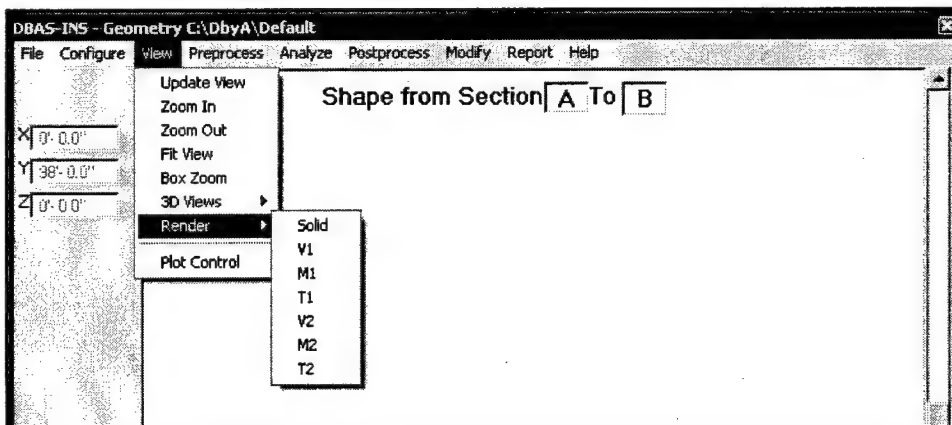 DBAS-INS - Geometry C:\DbyA\Default
File Configure View Preprocess Analyze Postprocess Modify Report Help
Shape from Section A To B
X 0'- 0.0"
Y 38'- 0.0"
Z 0'- 0.0"
Update View
Zoom In
Zoom Out
Fit View
Box Zoom
3D Views
Render
Plot Control
Solid
V1
M1
T1
V2
M2
T2